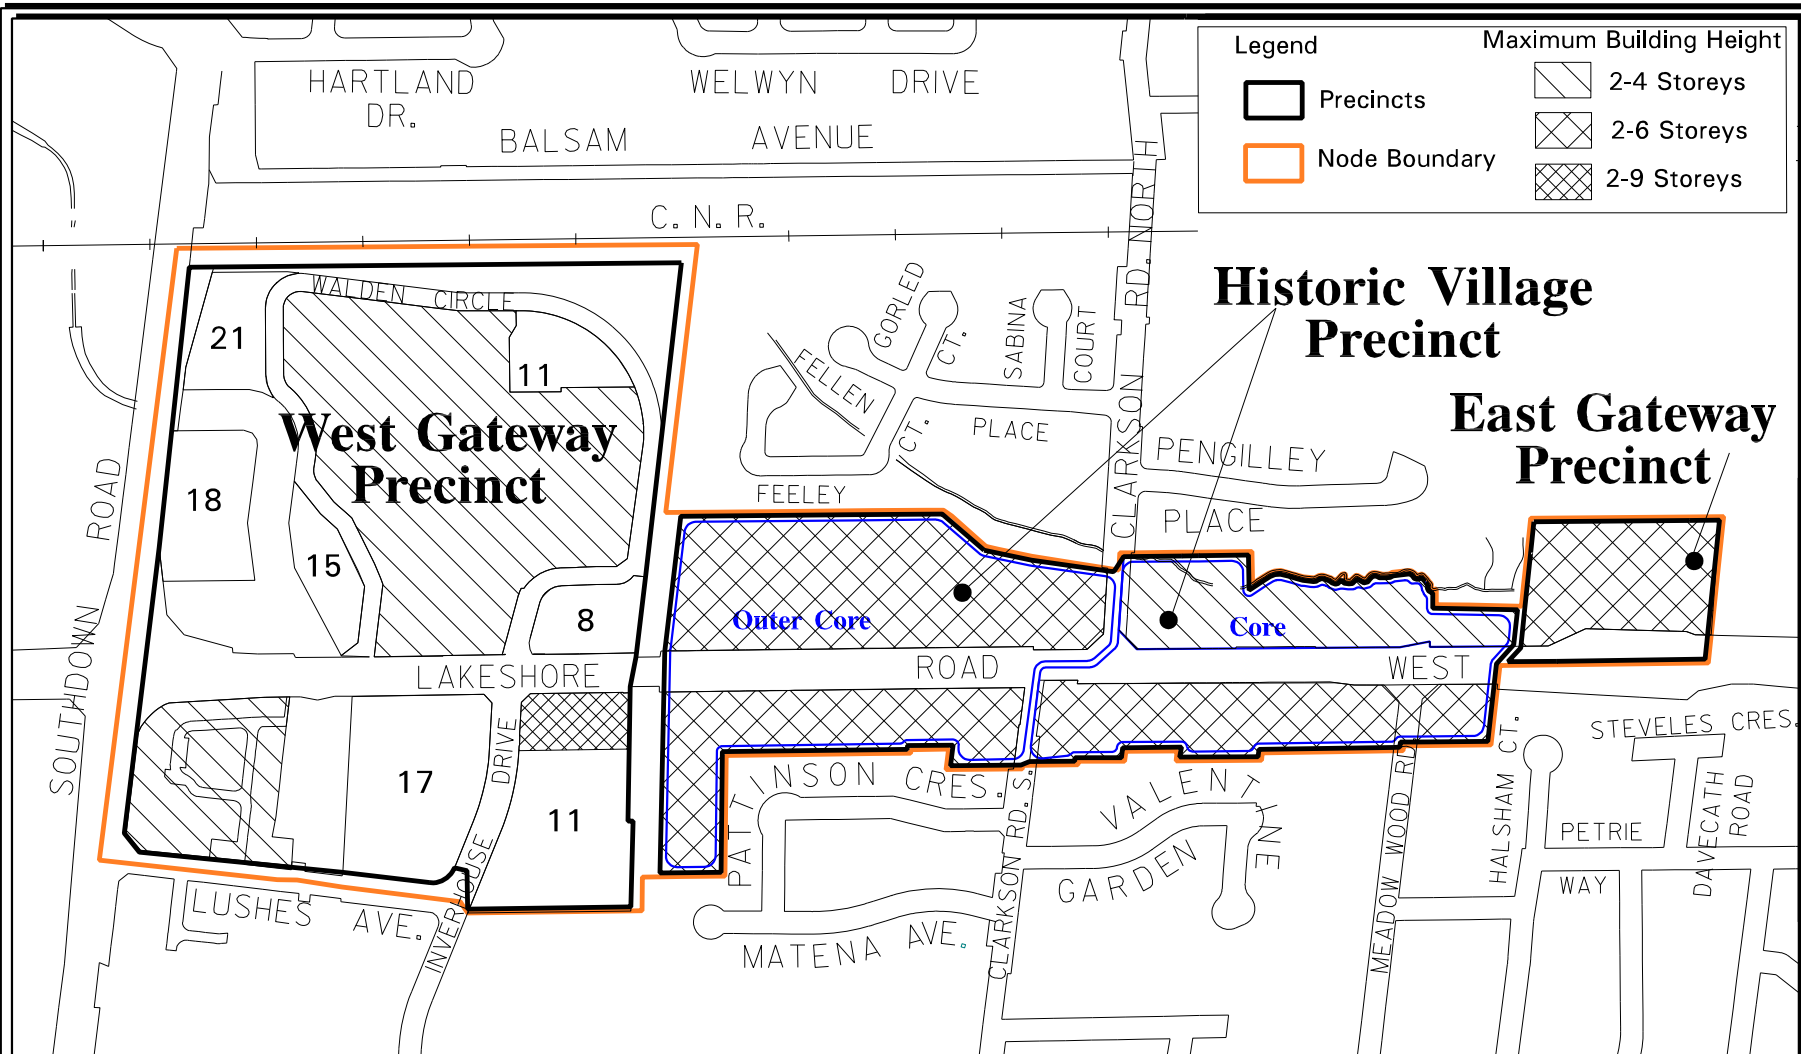 Legend
Maximum Building Height
Precincts
Node Boundary
2-4 Storeys
2-6 Storeys
2-9 Storeys
HARTLAND
DR.
WELWYN DRIVE
BALSAM AVENUE
C. N. R.
CLARKSON RD. NORTH
WALDEN CIRCLE
21
11
West Gateway
Precinct
18
15
8
SOUTHDOWN ROAD
GORLED
CT.
SABINA
COURT
FELLEN
CT.
PLACE
FEELEY
Historic Village
Precinct
East Gateway
Precinct
PENGILLEY
PLACE
Outer Core
Core
LAKESHORE ROAD WEST
17
11
INVERHOUSE DRIVE
LUSHES AVE.
PATTINSON CRES.
MATENA AVE.
CLARKSON RD. S.
VALENTINE
GARDEN
MEADOW WOOD RD
HALSHAM CT.
STEVELES CRES.
PETRIE
WAY
DAVECATH
ROAD